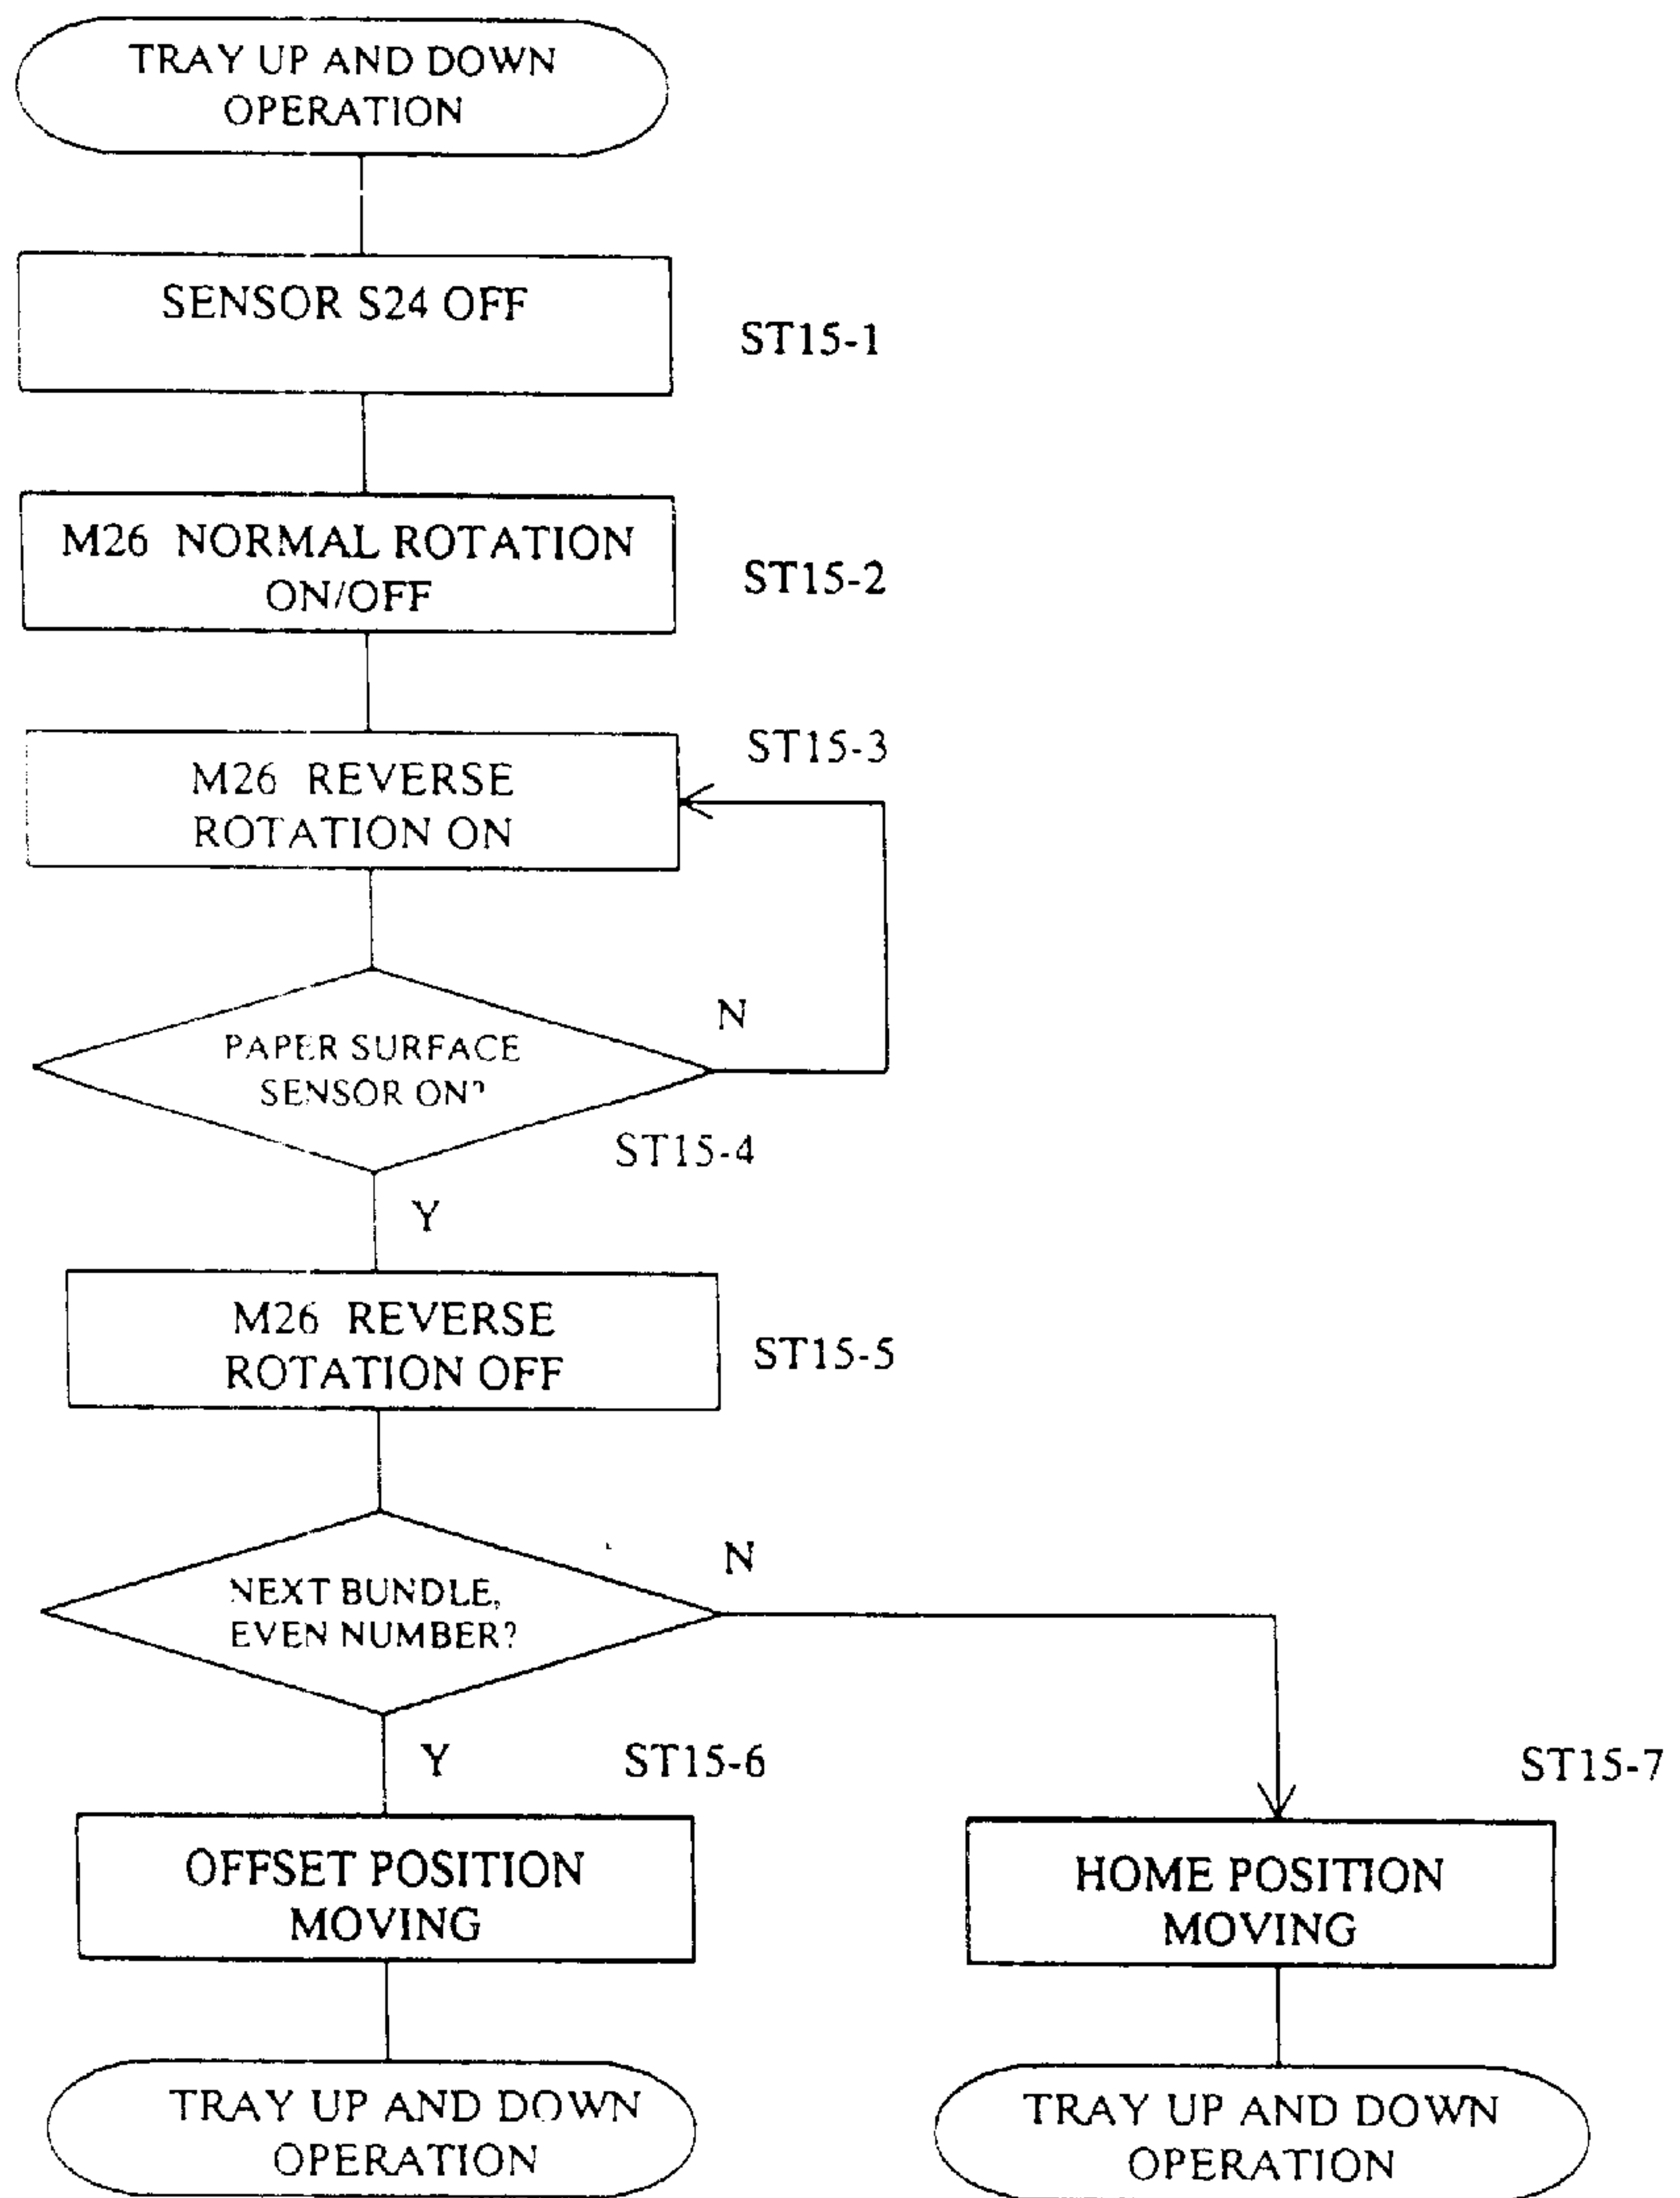 TRAY UP AND DOWN
OPERATION
SENSOR S24 OFF
ST15-1
M26 NORMAL ROTATION
ON/OFF
ST15-2
ST15-3
M26 REVERSE
ROTATION ON
N
PAPER SURFACE
SENSOR ON?
ST15-4
Y
M26 REVERSE
ROTATION OFF
ST15-5
N
NEXT BUNDLE,
EVEN NUMBER?
Y
ST15-6
ST15-7
OFFSET POSITION
MOVING
HOME POSITION
MOVING
TRAY UP AND DOWN
OPERATION
TRAY UP AND DOWN
OPERATION